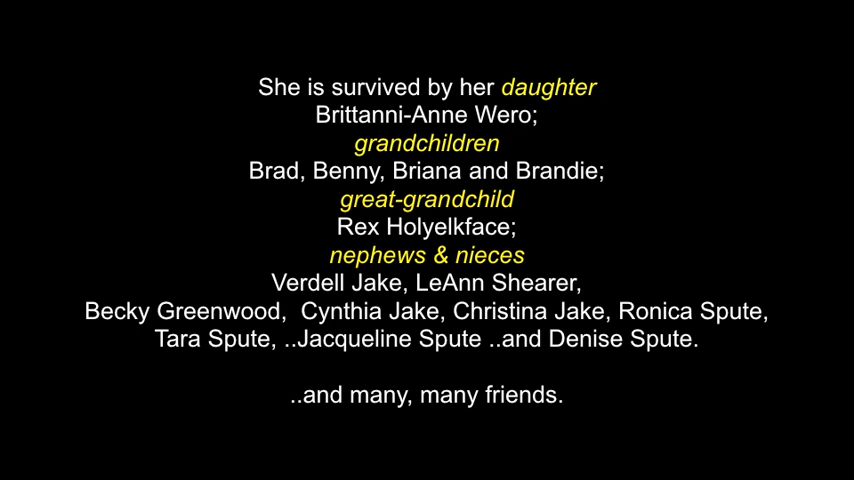 She is survived by her daughter
Brittanni-Anne Wero;
grandchildren
Brad, Benny, Briana and Brandie;
great-grandchild
Rex Holyelkface;
nephews & nieces
Verdell Jake, LeAnn Shearer,
Becky Greenwood,  Cynthia Jake, Christina Jake, Ronica Spute,
Tara Spute, ..Jacqueline Spute ..and Denise Spute.
..and many, many friends.